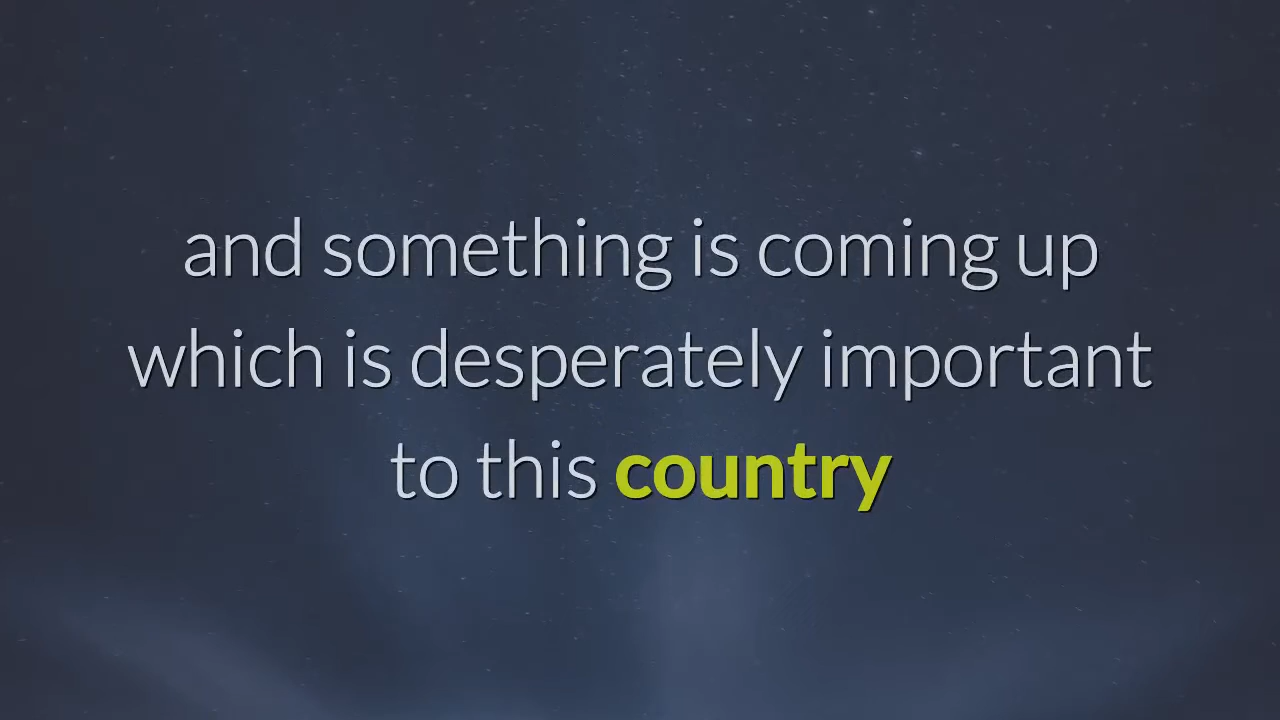 and something is coming up
which is desperately important
to this country